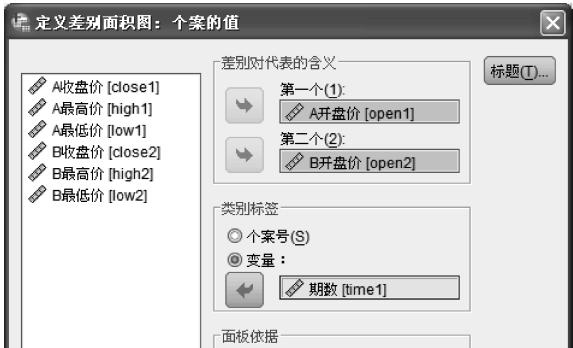 定义差别面积图：个案的值
A收盘价 [close1]
A最高价 [high1]
A最低价 [low1]
B收盘价 [close2]
B最高价 [high2]
B最低价 [low2]
差别对代表的含义
第一个(1):
A开盘价 [open1]
第二个(2):
B开盘价 [open2]
类别标签
个案号(S)
变量：
期数 [time1]
面板依据
标题(T)...